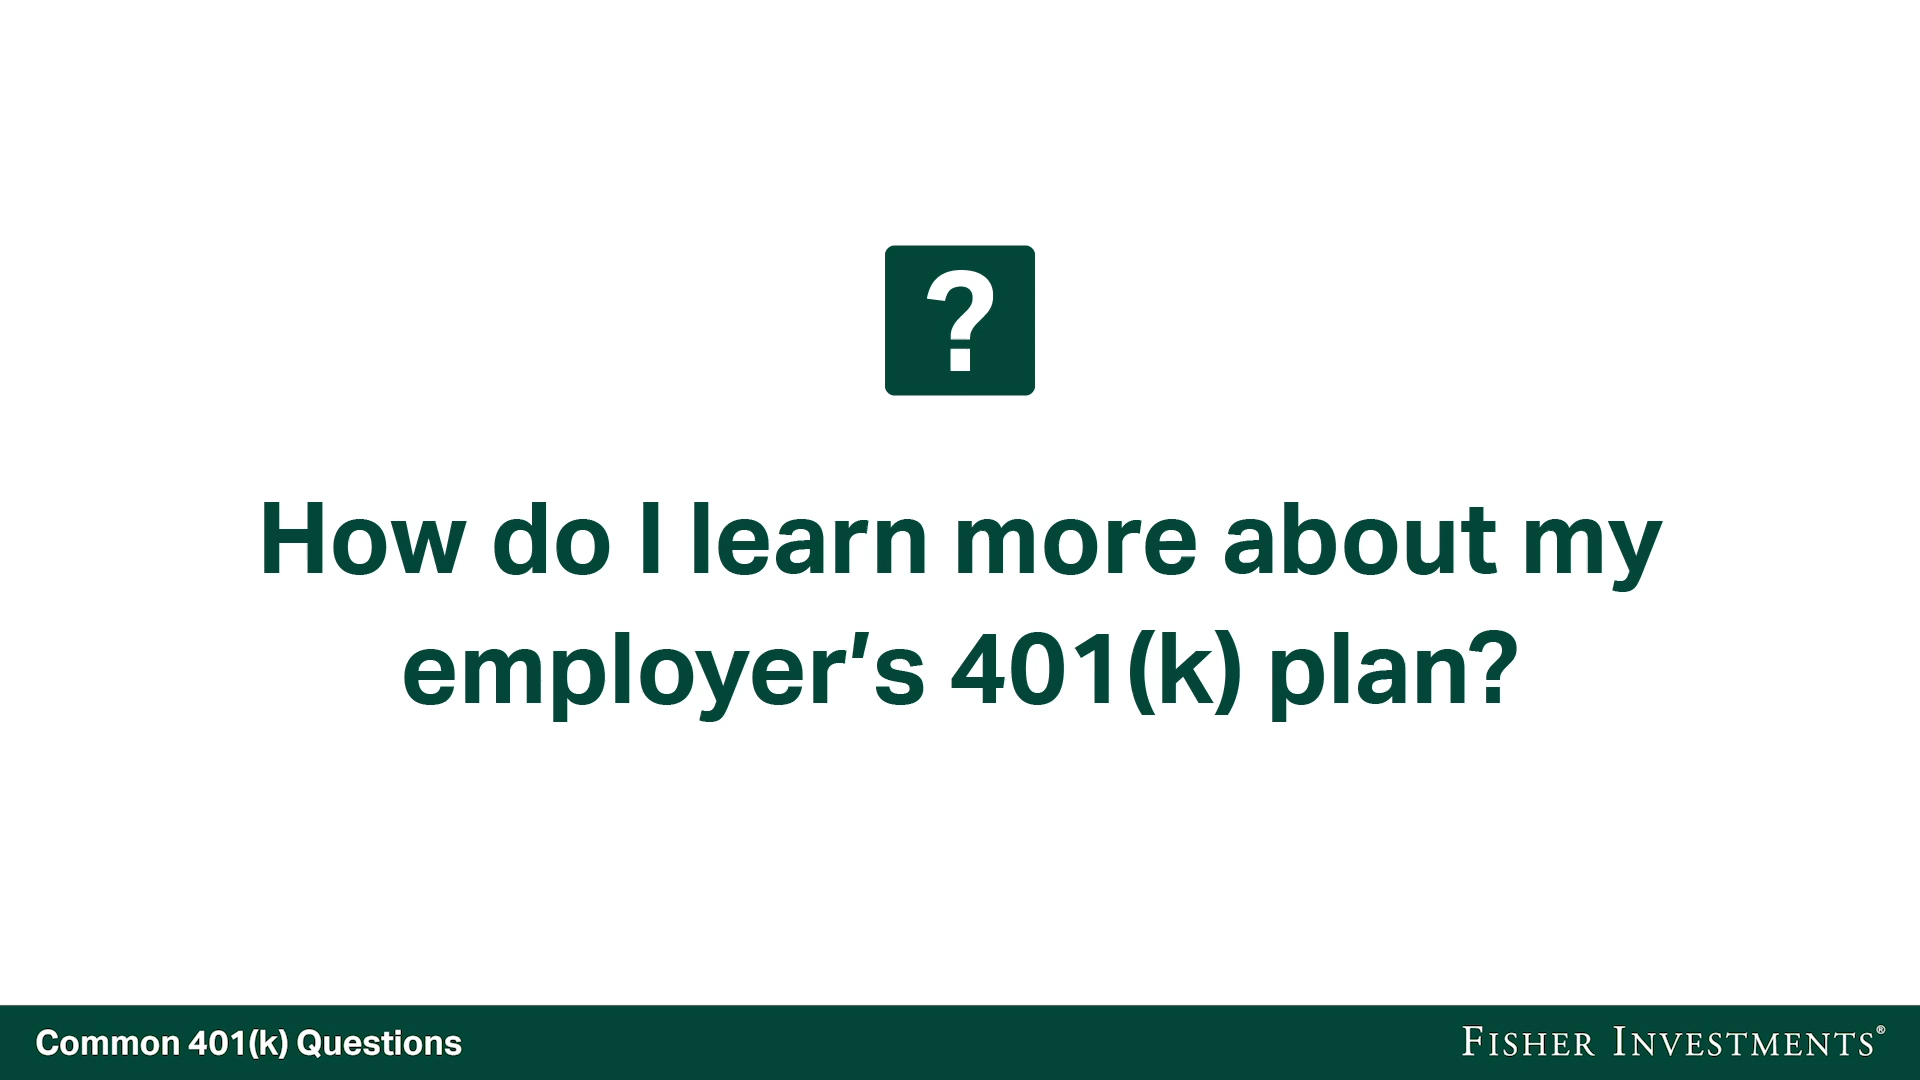 ?
How do I learn more about my
employer’s 401(k) plan?
Common 401(k) Questions
FISHER INVESTMENTS®